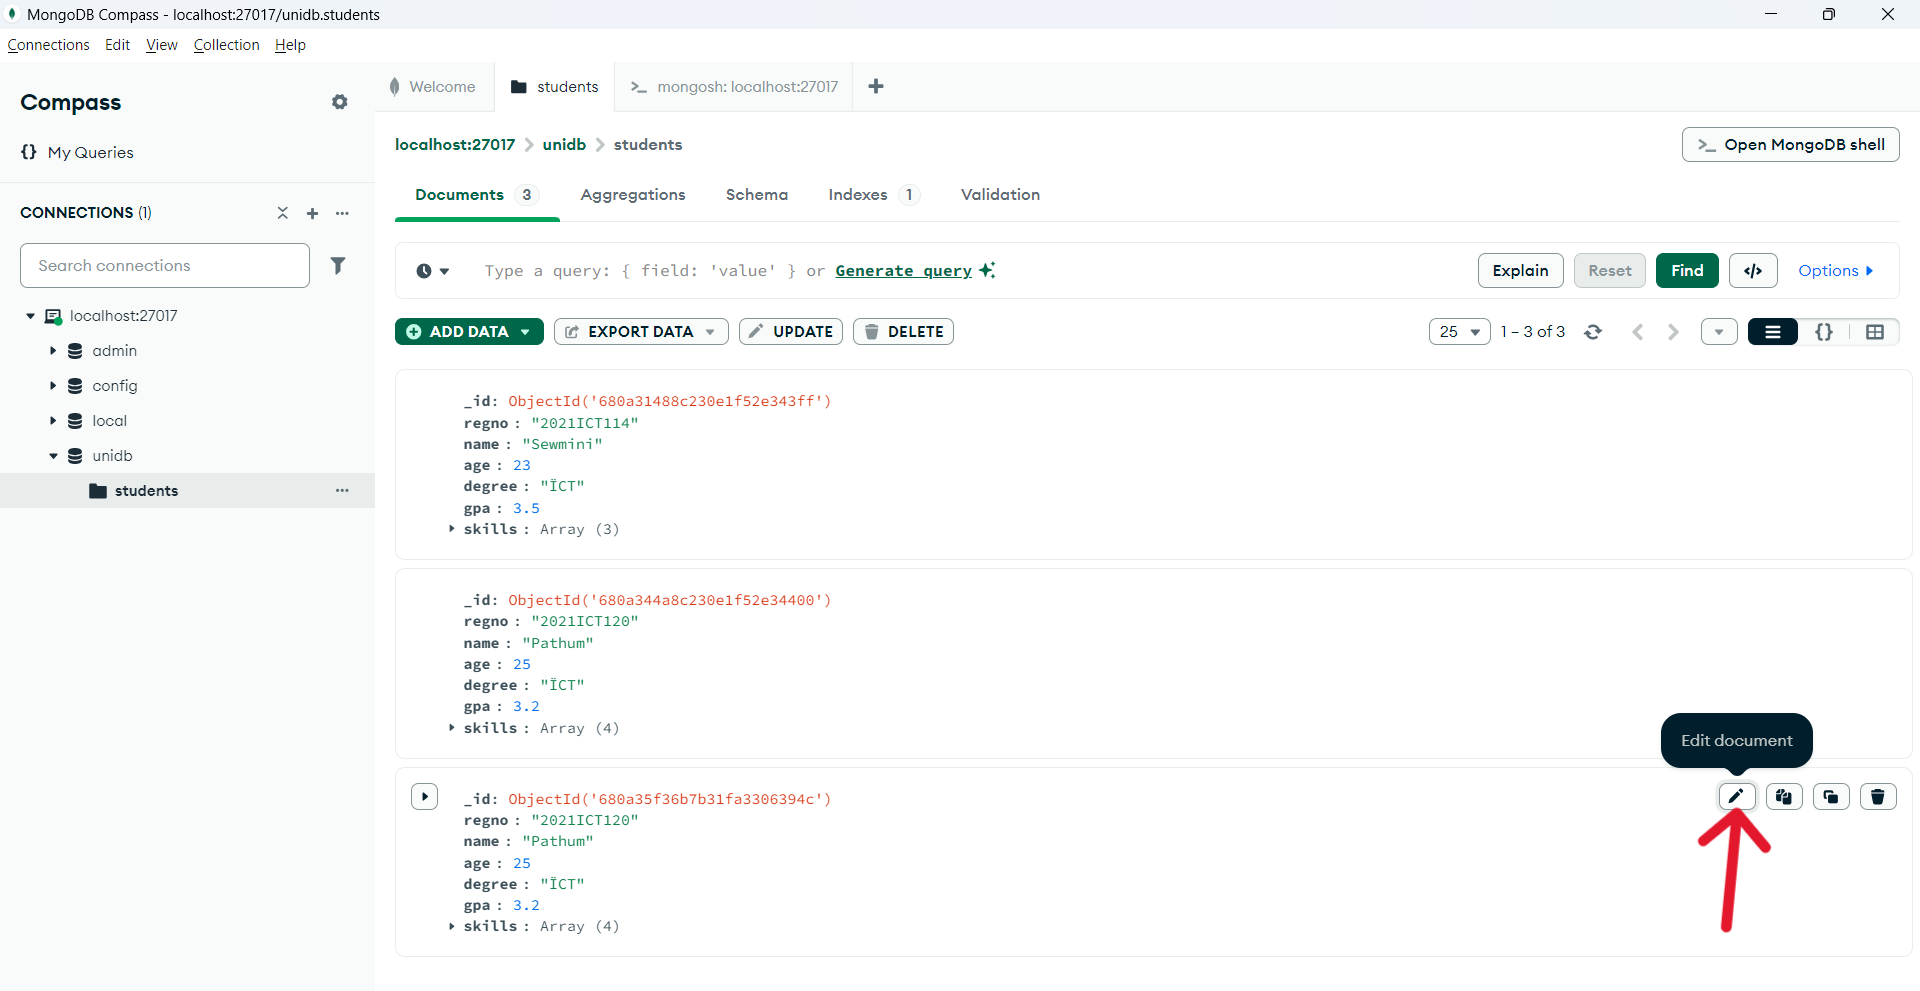 MongoDB Compass - localhost:27017/unidb.students
Connections Edit View Collection Help
Compass
{} My Queries
CONNECTIONS (1)
Search connections
localhost:27017
admin
config
local
unidb
students
Welcome
students
>_ mongosh: localhost:27017
localhost:27017 > unidb > students
>_ Open MongoDB shell
Documents 3 Aggregations Schema Indexes 1 Validation
Type a query: { field: 'value' } or Generate query
Explain Reset Find </> Options
ADD DATA EXPORT DATA UPDATE DELETE
25 1 – 3 of 3 {}
_id: ObjectId('680a31488c230e1f52e343ff')
regno : "2021ICT114"
name : "Sewmini"
age : 23
degree : "ÏCT"
gpa : 3.5
skills : Array (3)
_id: ObjectId('680a344a8c230e1f52e34400')
regno : "2021ICT120"
name : "Pathum"
age : 25
degree : "ÏCT"
gpa : 3.2
skills : Array (4)
Edit document
_id: ObjectId('680a35f36b7b31fa3306394c')
regno : "2021ICT120"
name : "Pathum"
age : 25
degree : "ÏCT"
gpa : 3.2
skills : Array (4)